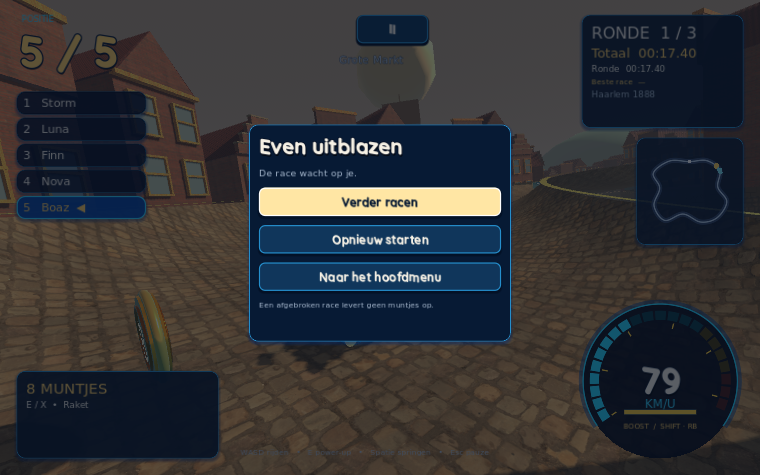 5 / 5
1 Storm
2 Luna
3 Finn
4 Nova
5 Boaz ◀
Grote Markt
RONDE 1 / 3
Totaal 00:17.40
Ronde 00:17.40
Beste race —
Haarlem 1888
Even uitblazen
De race wacht op je.
Verder racen
Opnieuw starten
Naar het hoofdmenu
Een afgebroken race levert geen muntjes op.
8 MUNTJES
E / X • Raket
79
KM/U
BOOST / SHIFT · RB